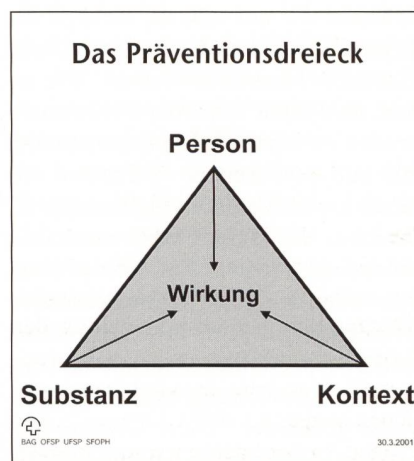 Das Präventionsdreieck
Person
Wirkung
Substanz Kontext
BAG OFSP UFSP SFOPH 30.3.2001